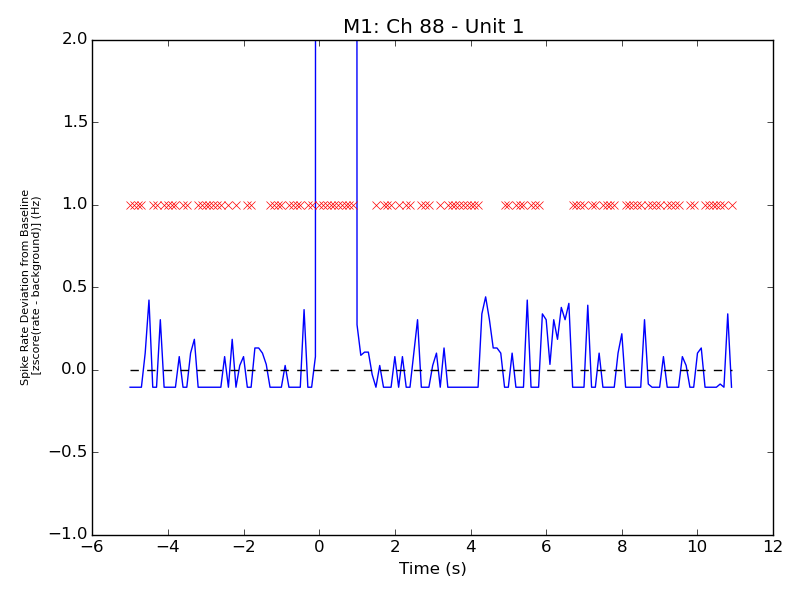 M1: Ch 88 - Unit 1
2.0
1.5
1.0
0.5
0.0
−0.5
−1.0
Spike Rate Deviation from Baseline
[zscore(rate - background)] (Hz)
−6 −4 −2 0 2 4 6 8 10 12
Time (s)